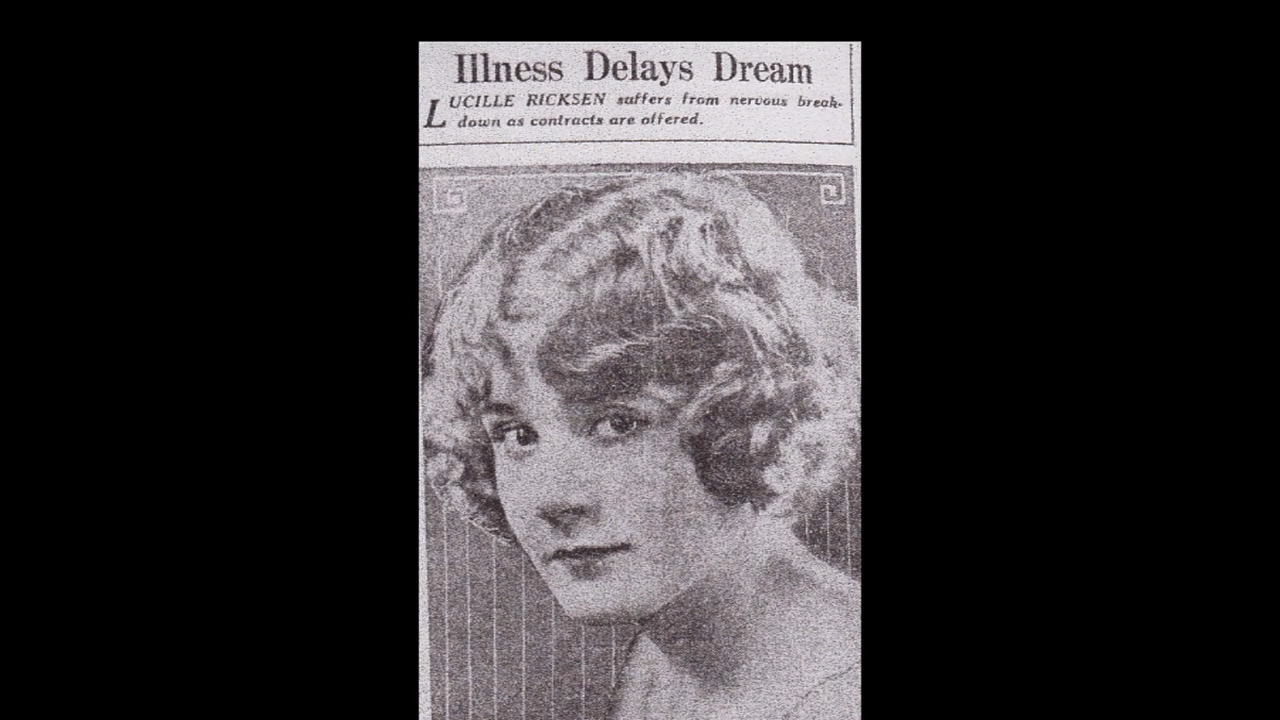 Illness Delays Dream
LUCILLE RICKSEN suffers from nervous break-
down as contracts are offered.